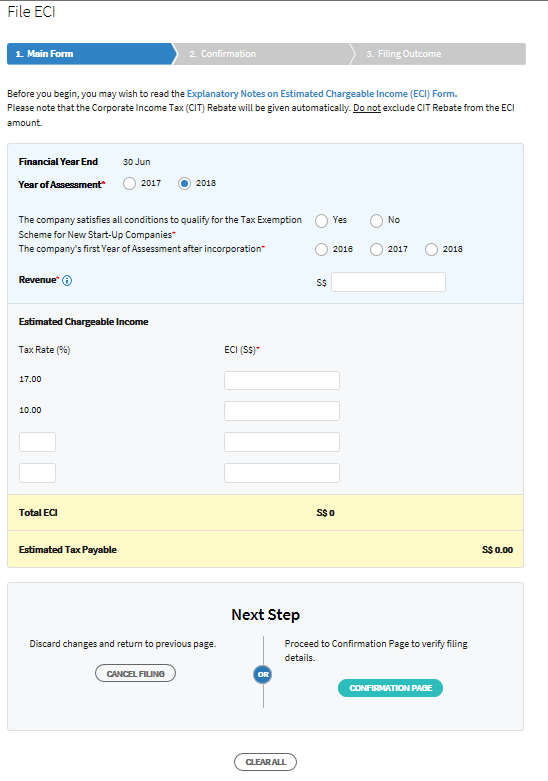 File ECI
1. Main Form
2. Confirmation
3. Filing Outcome
Before you begin, you may wish to read the Explanatory Notes on Estimated Chargeable Income (ECI) Form.
Please note that the Corporate Income Tax (CIT) Rebate will be given automatically. Do not exclude CIT Rebate from the ECI
amount.
Financial Year End 30 Jun
Year of Assessment* 2017 2018
The company satisfies all conditions to qualify for the Tax Exemption Yes No
Scheme for New Start-Up Companies*
The company's first Year of Assessment after incorporation* 2016 2017 2018
Revenue* i S$
Estimated Chargeable Income
Tax Rate (%) ECI (S$)*
17.00
10.00
Total ECI S$ 0
Estimated Tax Payable S$ 0.00
Next Step
Discard changes and return to previous page.
CANCEL FILING
OR
Proceed to Confirmation Page to verify filing
details.
CONFIRMATION PAGE
CLEAR ALL